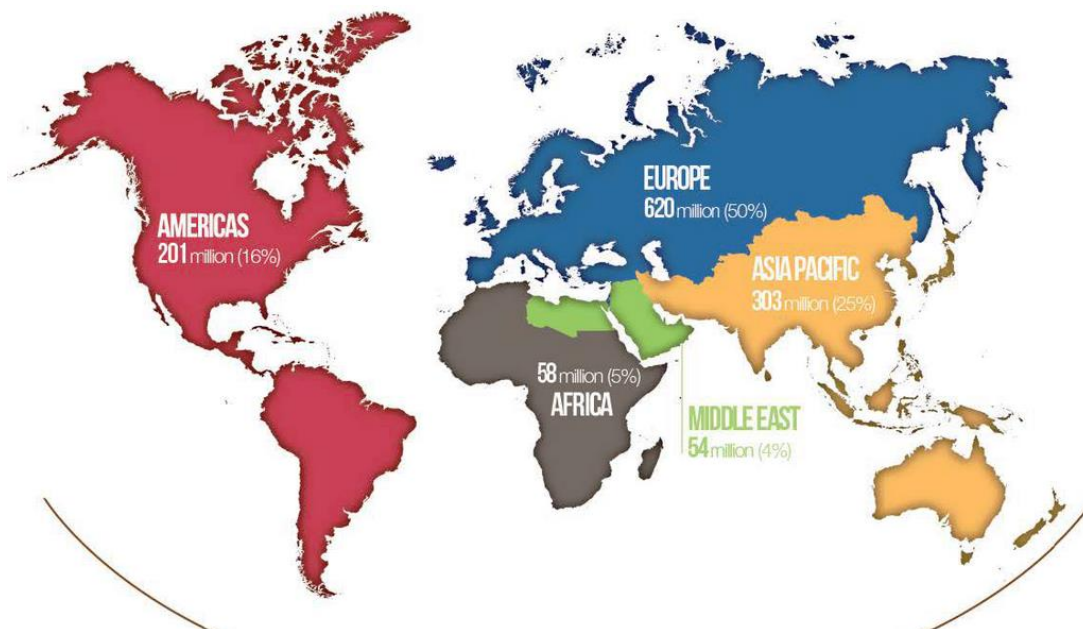 AMERICAS
201 million (16%)
EUROPE
620 million (50%)
ASIA PACIFIC
303 million (25%)
58 million (5%)
AFRICA
MIDDLE EAST
54 million (4%)